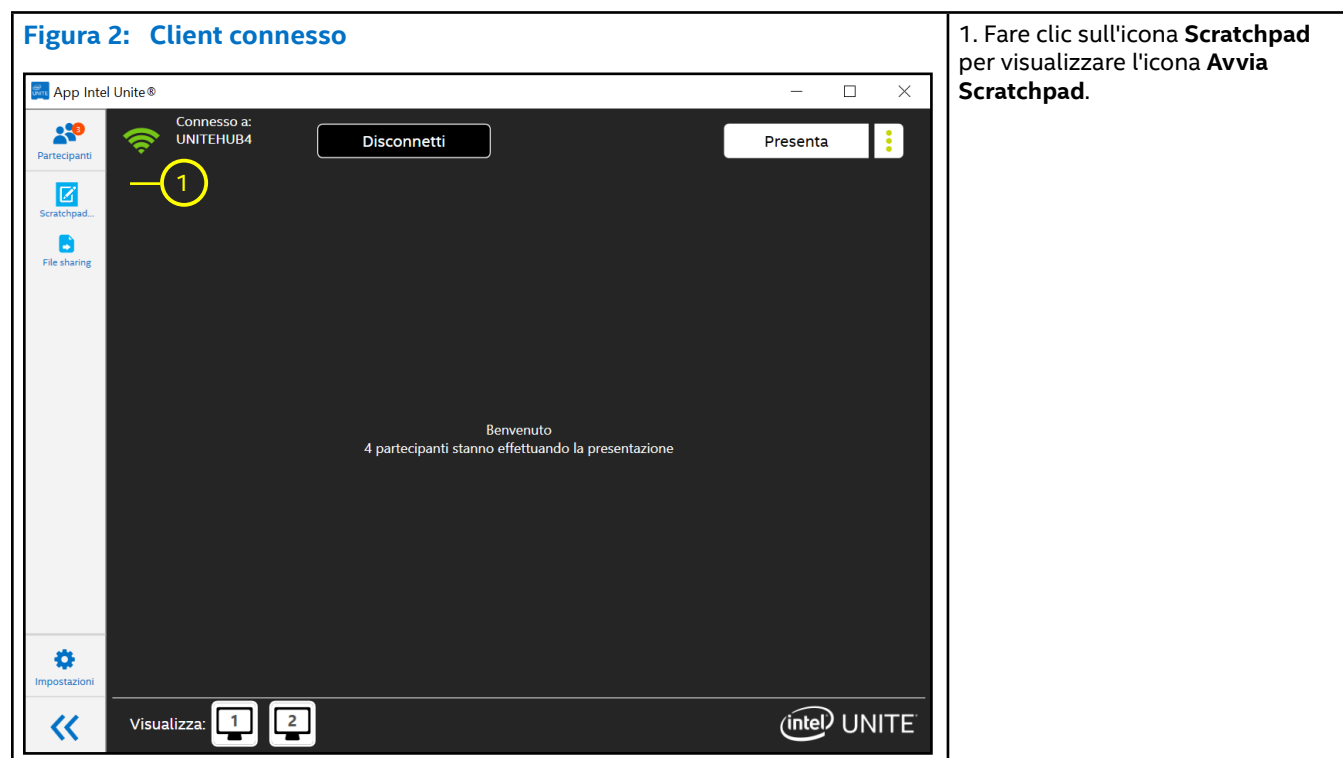 Figura 2: Client connesso
1. Fare clic sull'icona Scratchpad
per visualizzare l'icona Avvia
Scratchpad.
UNITE
App Intel Unite®
3
Partecipanti
Connesso a:
UNITEHUB4
Disconnetti
Presenta
1
Scratchpad...
File sharing
Benvenuto
4 partecipanti stanno effettuando la presentazione
Impostazioni
Visualizza:
1
2
intel UNITE